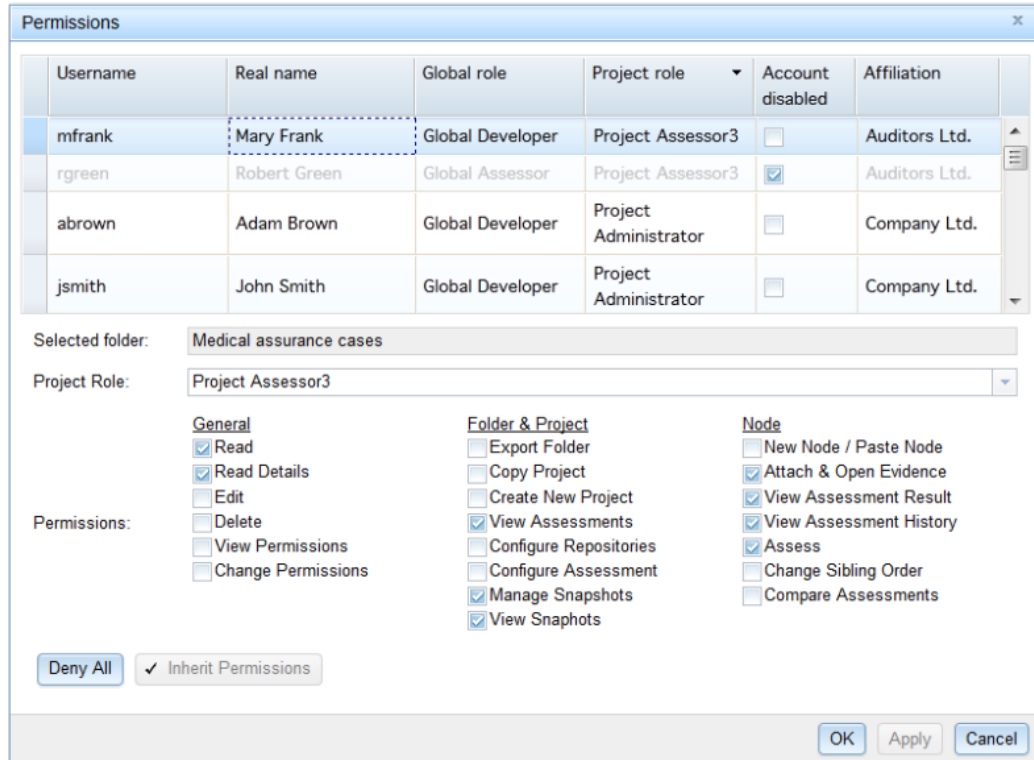 Permissions
x
Username Real name Global role Project role Account disabled Affiliation
mfrank Mary Frank Global Developer Project Assessor3 Auditors Ltd.
rgreen Robert Green Global Assessor Project Assessor3 Auditors Ltd.
abrown Adam Brown Global Developer Project Administrator Company Ltd.
jsmith John Smith Global Developer Project Administrator Company Ltd.
Selected folder: Medical assurance cases
Project Role: Project Assessor3
Permissions:
General
Read
Read Details
Edit
Delete
View Permissions
Change Permissions
Folder & Project
Export Folder
Copy Project
Create New Project
View Assessments
Configure Repositories
Configure Assessment
Manage Snapshots
View Snaphots
Node
New Node / Paste Node
Attach & Open Evidence
View Assessment Result
View Assessment History
Assess
Change Sibling Order
Compare Assessments
Deny All ✓ Inherit Permissions
OK Apply Cancel